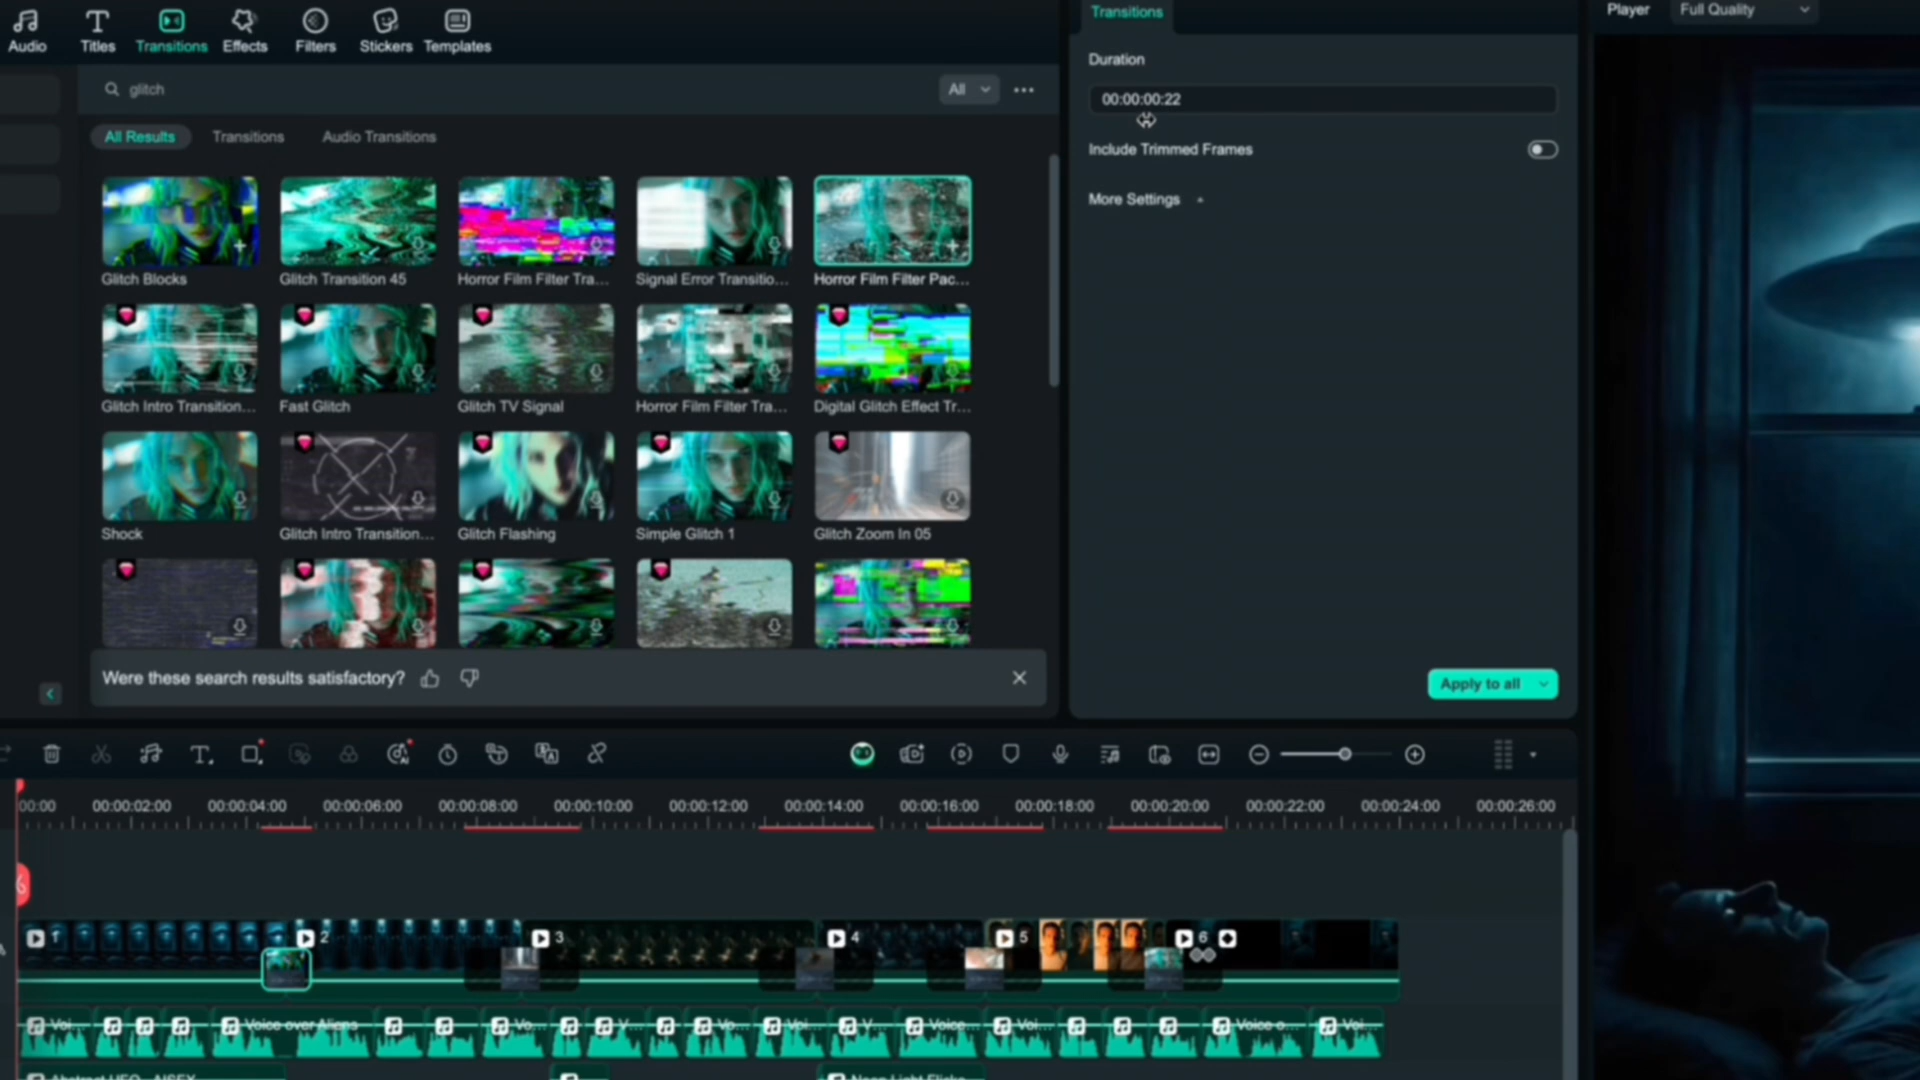 Audio
Titles
Transitions
Effects
Filters
Stickers
Templates
glitch
All
All Results
Transitions
Audio Transitions
Glitch Blocks
Glitch Transition 45
Horror Film Filter Tra...
Signal Error Transitio...
Horror Film Filter Pac...
Glitch Intro Transition...
Fast Glitch
Glitch TV Signal
Horror Film Filter Tra...
Digital Glitch Effect Tr...
Shock
Glitch Intro Transition...
Glitch Flashing
Simple Glitch 1
Glitch Zoom In 05
Were these search results satisfactory?
Transitions
Duration
00:00:00:22
Include Trimmed Frames
More Settings
Apply to all
Player
Full Quality
00:00
00:00:02:00
00:00:04:00
00:00:06:00
00:00:08:00
00:00:10:00
00:00:12:00
00:00:14:00
00:00:16:00
00:00:18:00
00:00:20:00
00:00:22:00
00:00:24:00
00:00:26:00
1
2
3
4
5
6
Voi...
Voice over Aliens
Vo...
V...
Vo...
Voi...
V...
Voice...
Voi...
Voice o...
Voi...